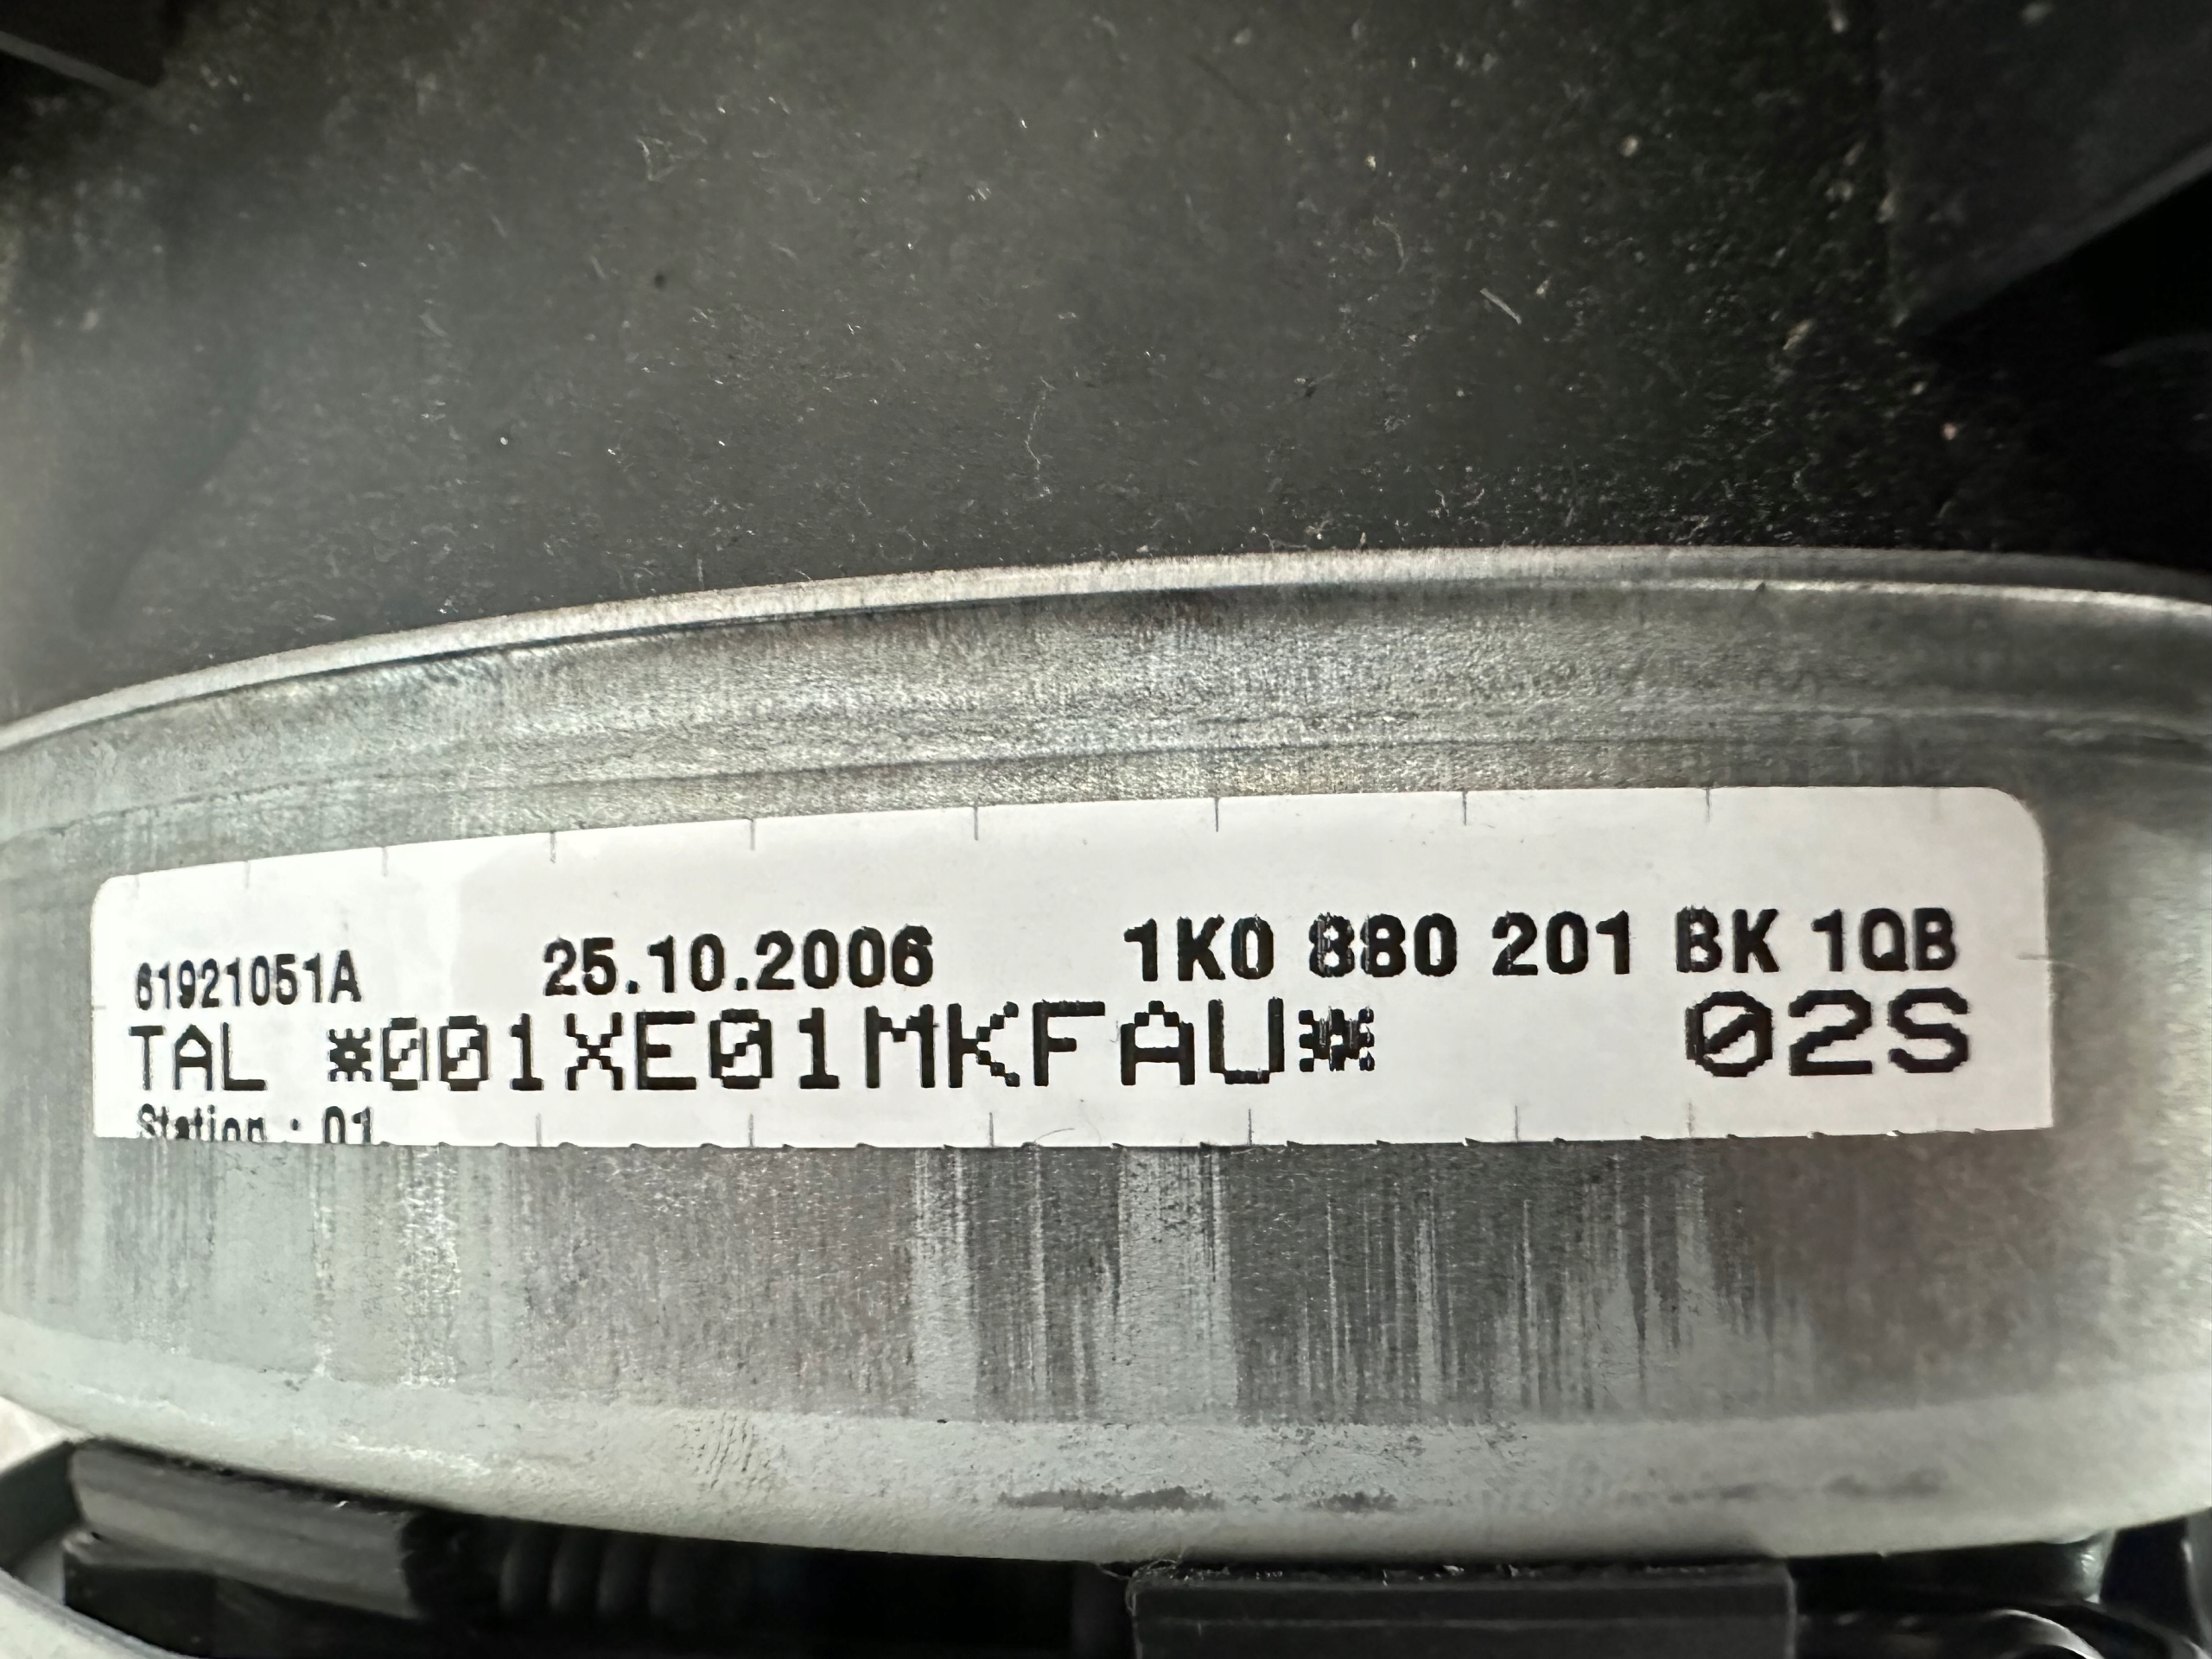 61921051A 25.10.2006 1K0 880 201 BK 1QB
TAL *001XE01MKFAU* 02S
Station : 01